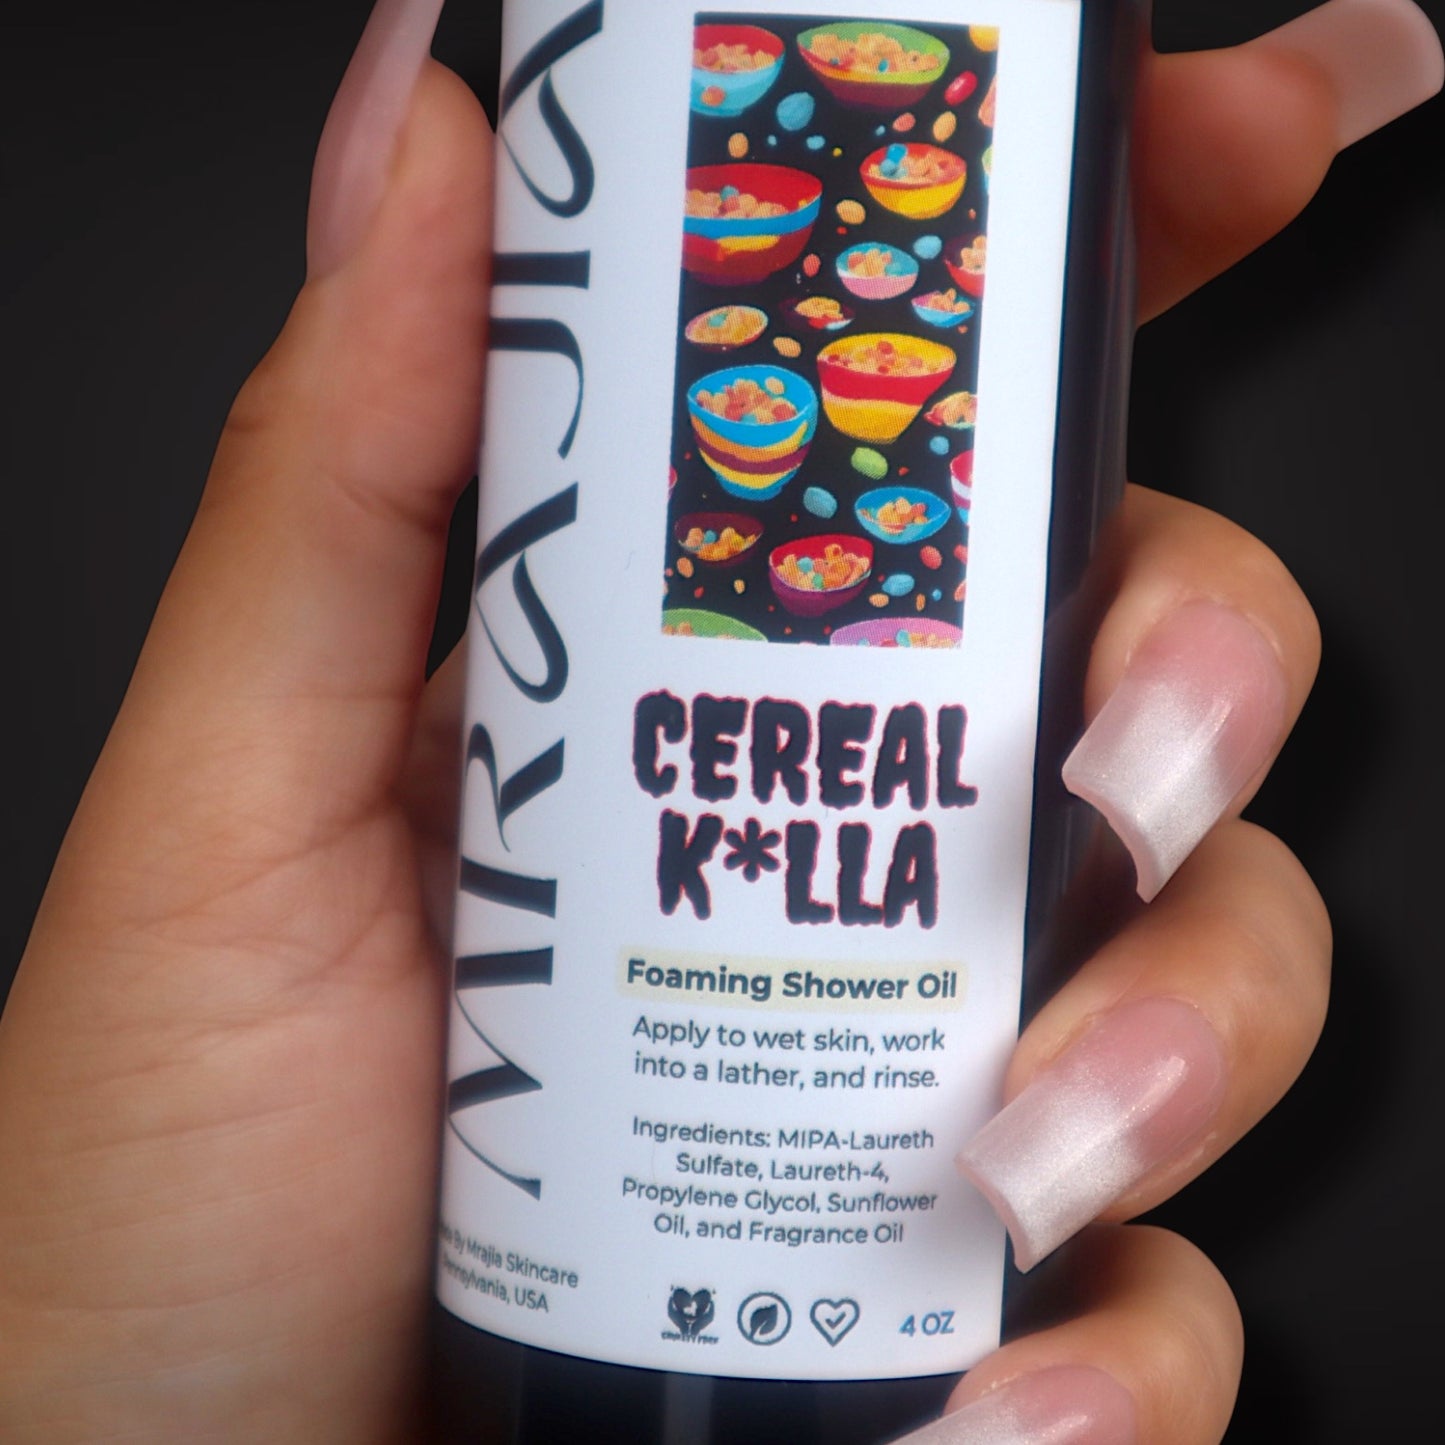 MRAJIA
CEREAL
K*LLA
Foaming Shower Oil
Apply to wet skin, work
into a lather, and rinse.
Ingredients: MIPA-Laureth
Sulfate, Laureth-4,
Propylene Glycol, Sunflower
Oil, and Fragrance Oil
By Mrajia Skincare
Pennsylvania, USA
4 OZ